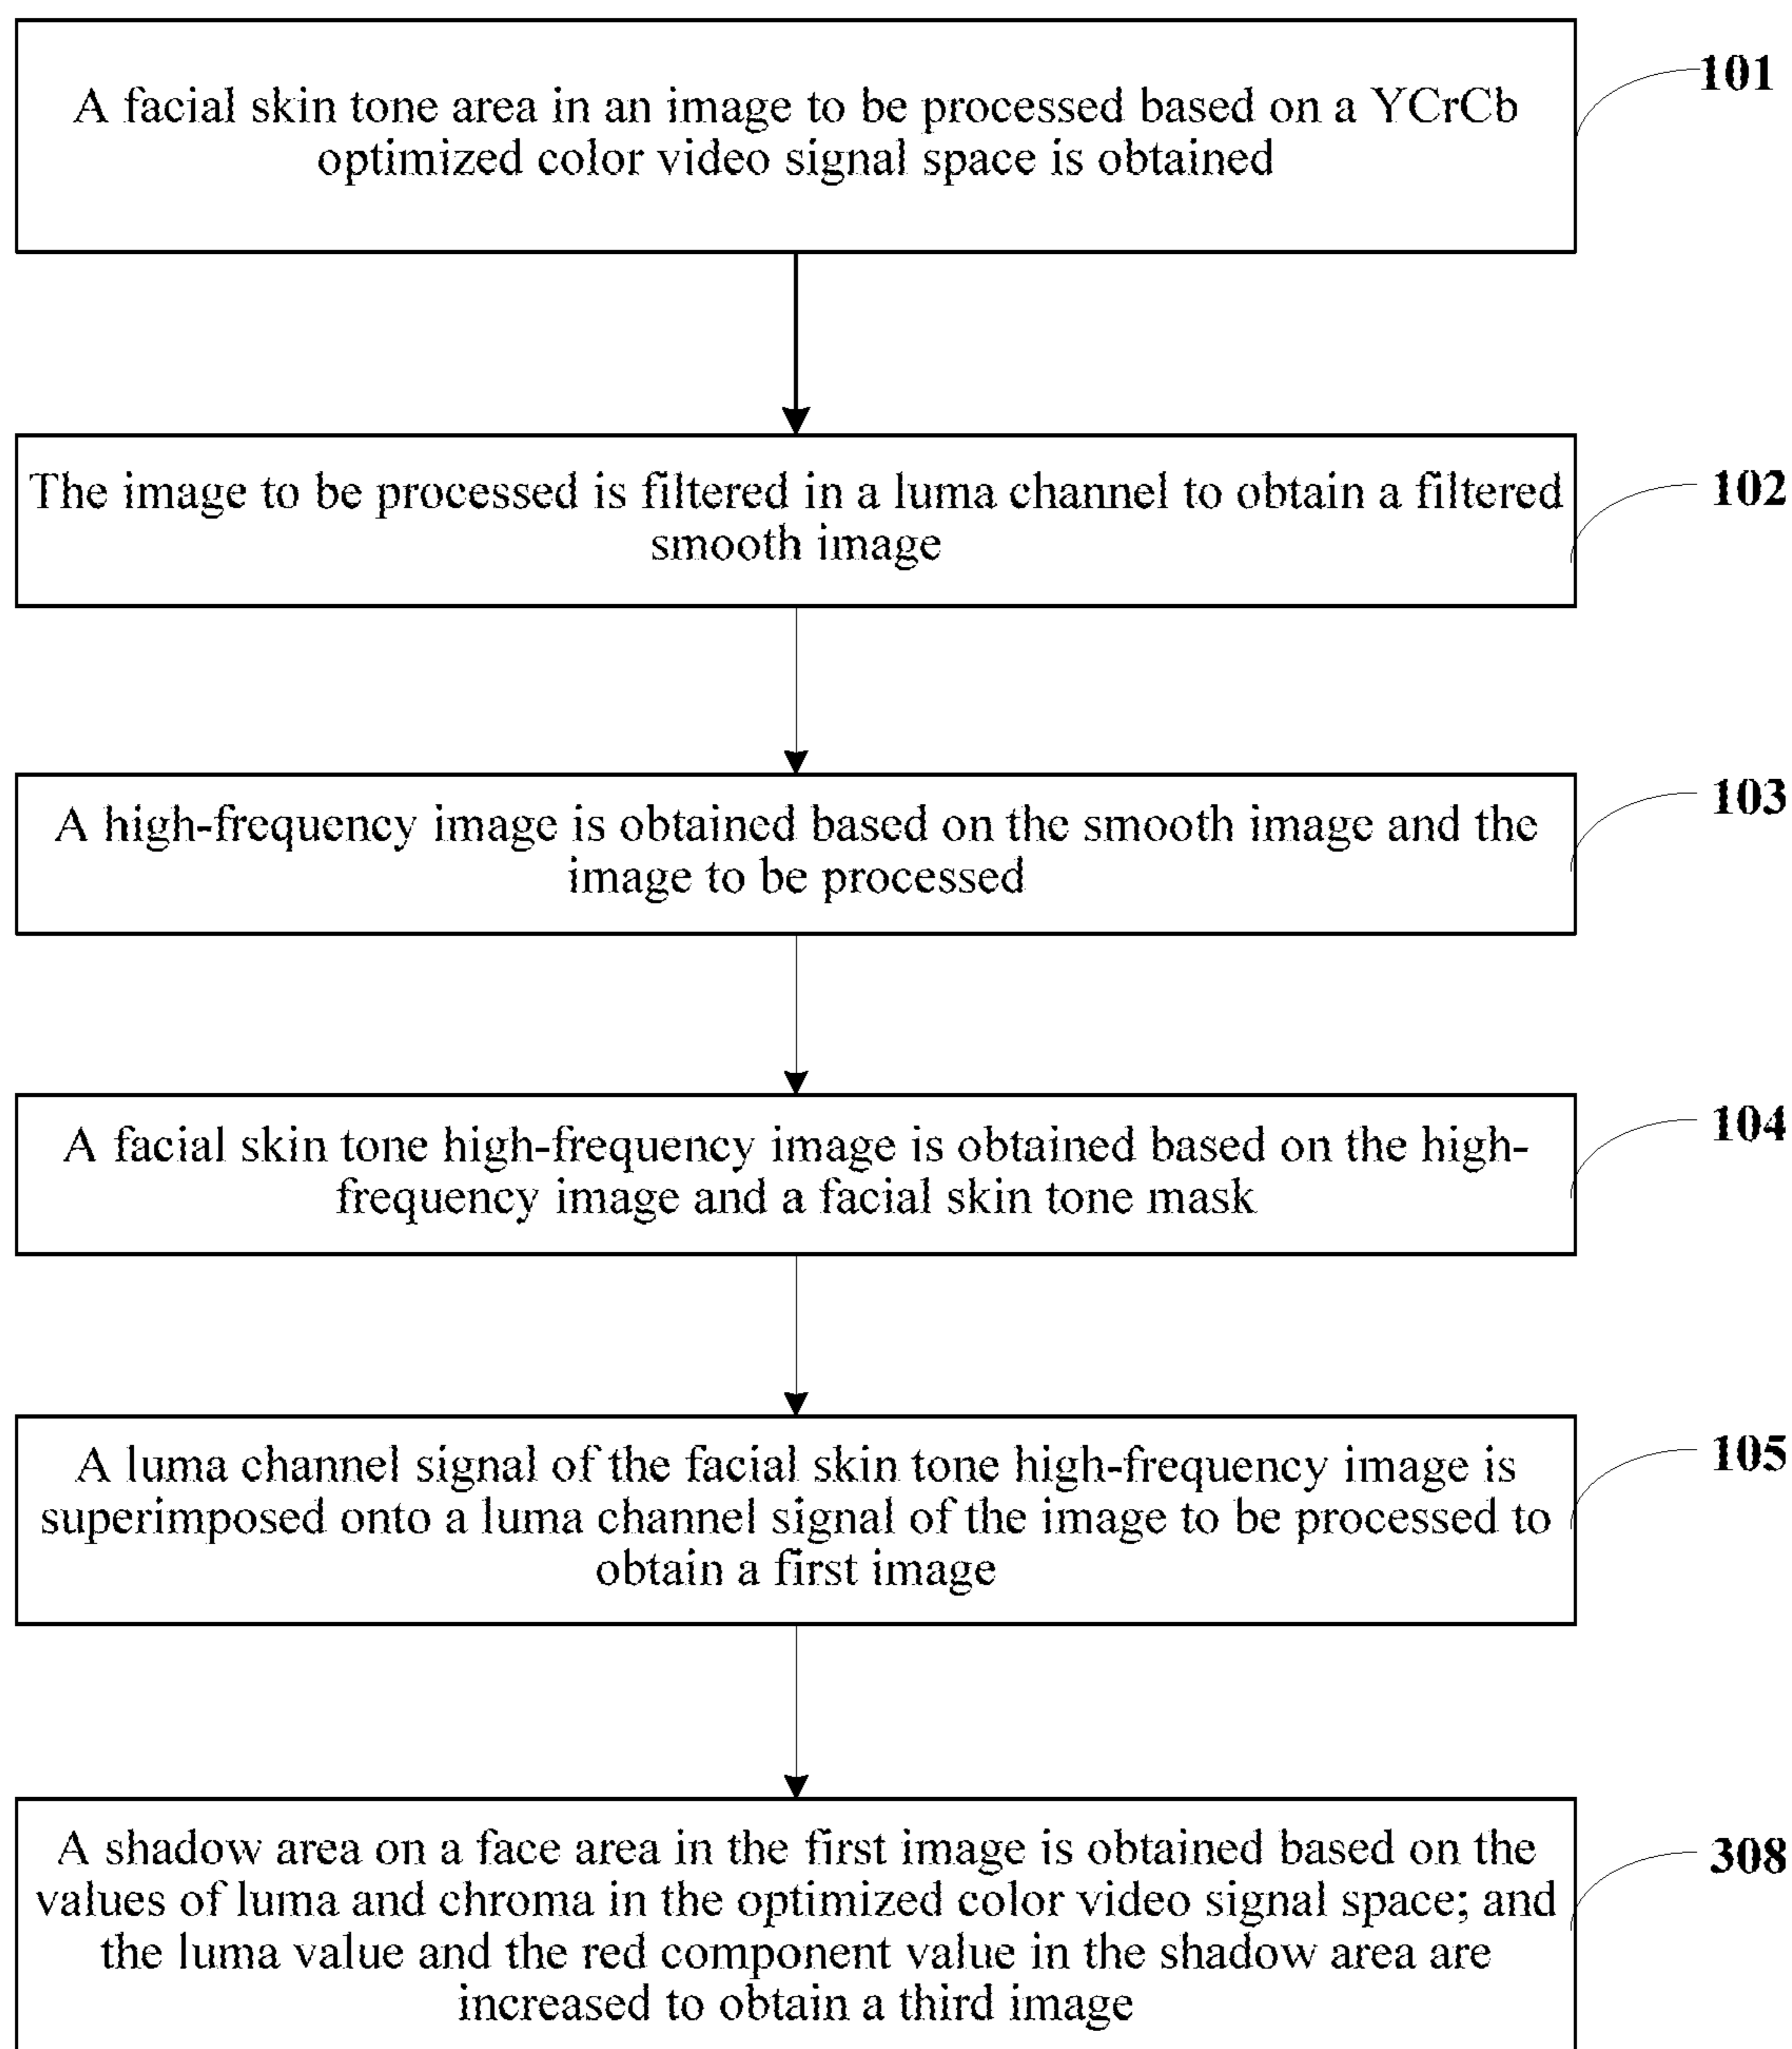 A facial skin tone area in an image to be processed based on a YCrCb
optimized color video signal space is obtained
101
The image to be processed is filtered in a luma channel to obtain a filtered
smooth image
102
A high-frequency image is obtained based on the smooth image and the
image to be processed
103
A facial skin tone high-frequency image is obtained based on the high-
frequency image and a facial skin tone mask
104
A luma channel signal of the facial skin tone high-frequency image is
superimposed onto a luma channel signal of the image to be processed to
obtain a first image
105
A shadow area on a face area in the first image is obtained based on the
values of luma and chroma in the optimized color video signal space; and
the luma value and the red component value in the shadow area are
increased to obtain a third image
308